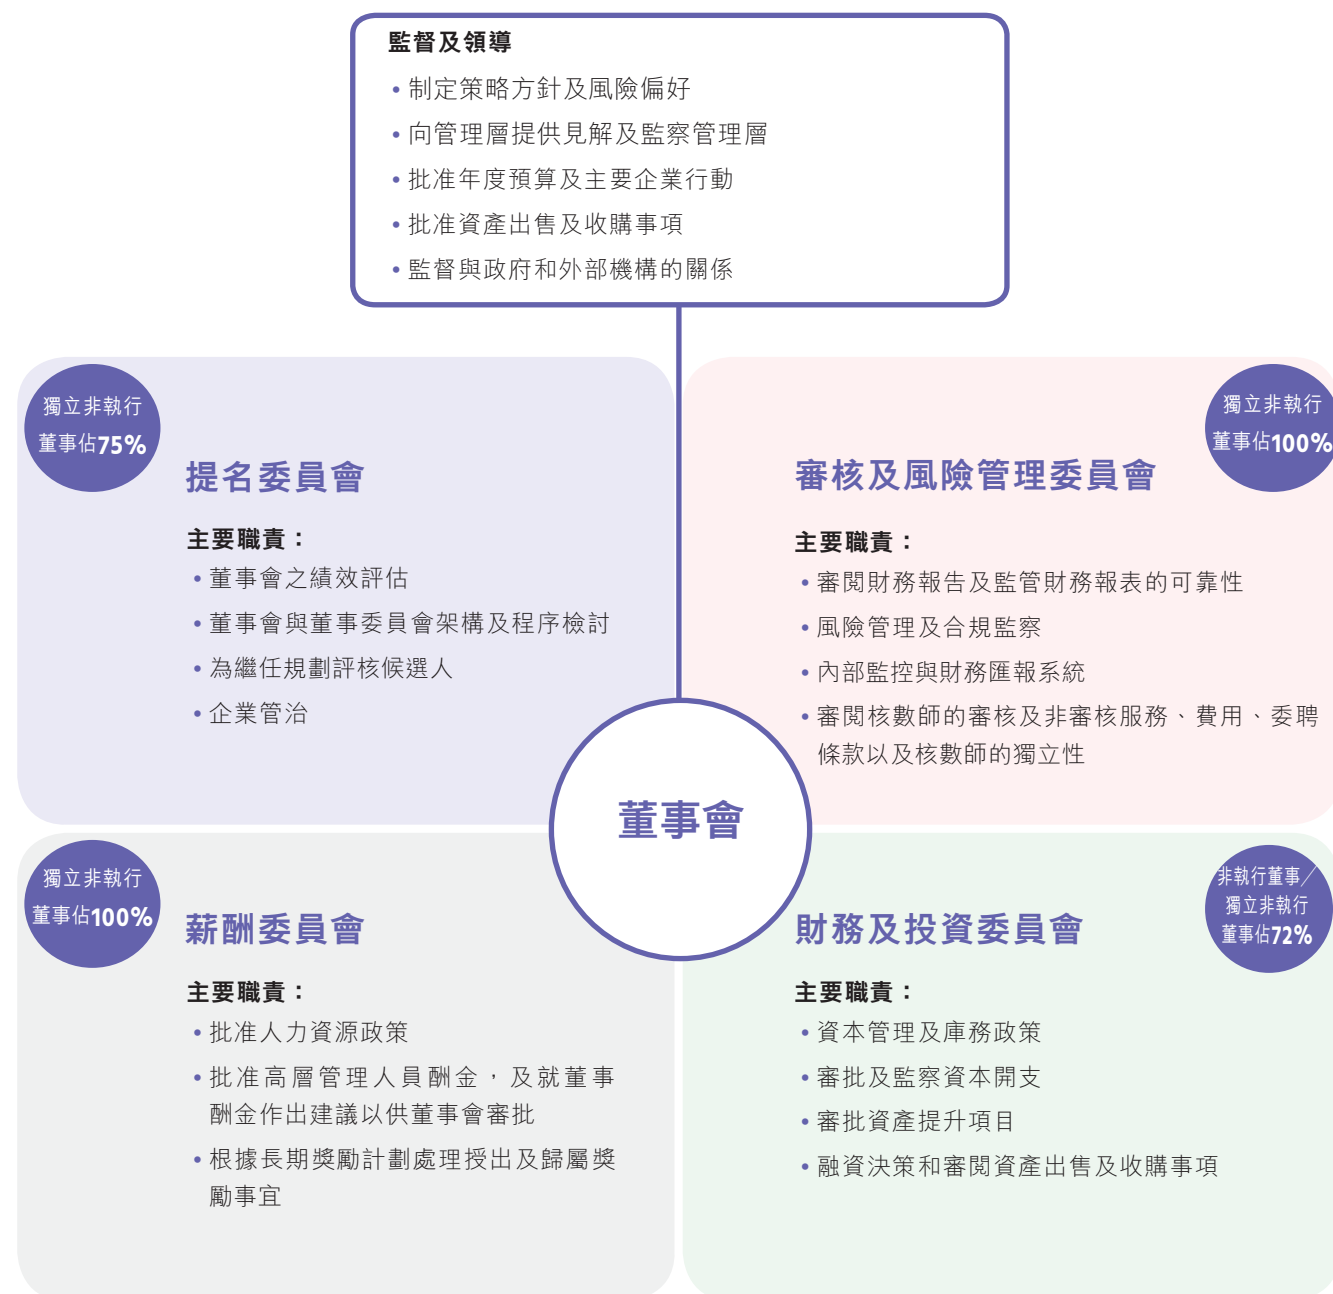 監督及領導
•制定策略方針及風險偏好
•向管理層提供見解及監察管理層
•批准年度預算及主要企業行動
•批准資產出售及收購事項
•監督與政府和外部機構的關係
獨立非執行
董事佔75%
提名委員會
主要職責：
•董事會之績效評估
•董事會與董事委員會架構及程序檢討
•為繼任規劃評核候選人
•企業管治
獨立非執行
董事佔100%
審核及風險管理委員會
主要職責：
•審閱財務報告及監管財務報表的可靠性
•風險管理及合規監察
•內部監控與財務匯報系統
•審閱核數師的審核及非審核服務、費用、委聘
條款以及核數師的獨立性
董事會
獨立非執行
董事佔100%
薪酬委員會
主要職責：
•批准人力資源政策
•批准高層管理人員酬金，及就董事
酬金作出建議以供董事會審批
•根據長期獎勵計劃處理授出及歸屬獎
勵事宜
非執行董事／
獨立非執行
董事佔72%
財務及投資委員會
主要職責：
•資本管理及庫務政策
•審批及監察資本開支
•審批資產提升項目
•融資決策和審閱資產出售及收購事項